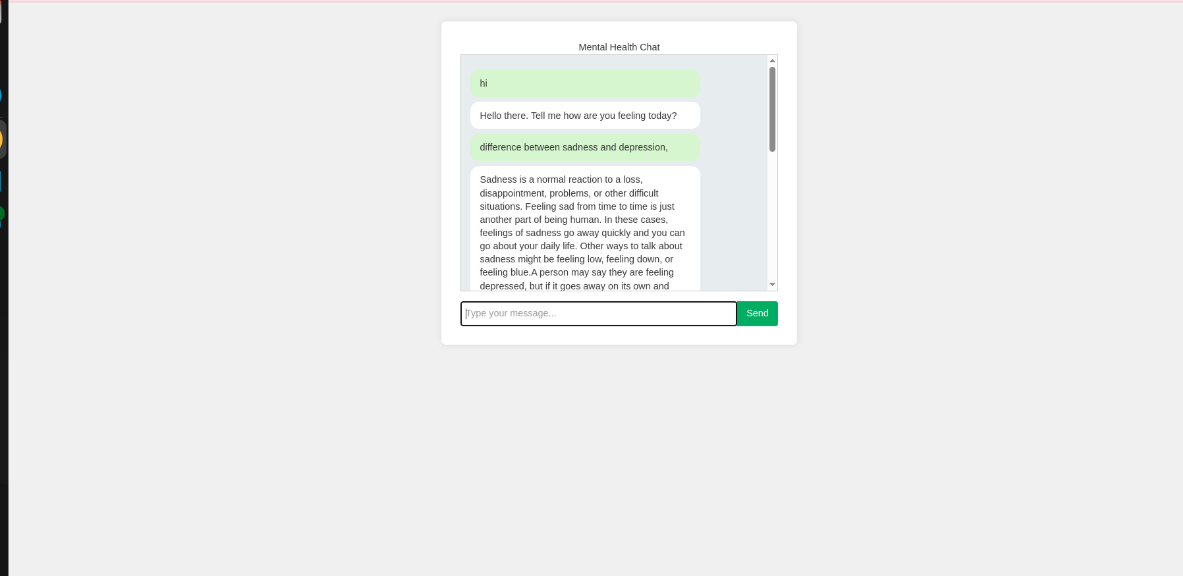 Mental Health Chat
hi
Hello there. Tell me how are you feeling today?
difference between sadness and depression,
Sadness is a normal reaction to a loss,
disappointment, problems, or other difficult
situations. Feeling sad from time to time is just
another part of being human. In these cases,
feelings of sadness go away quickly and you can
go about your daily life. Other ways to talk about
sadness might be feeling low, feeling down, or
feeling blue.A person may say they are feeling
depressed, but if it goes away on its own and
Type your message...
Send